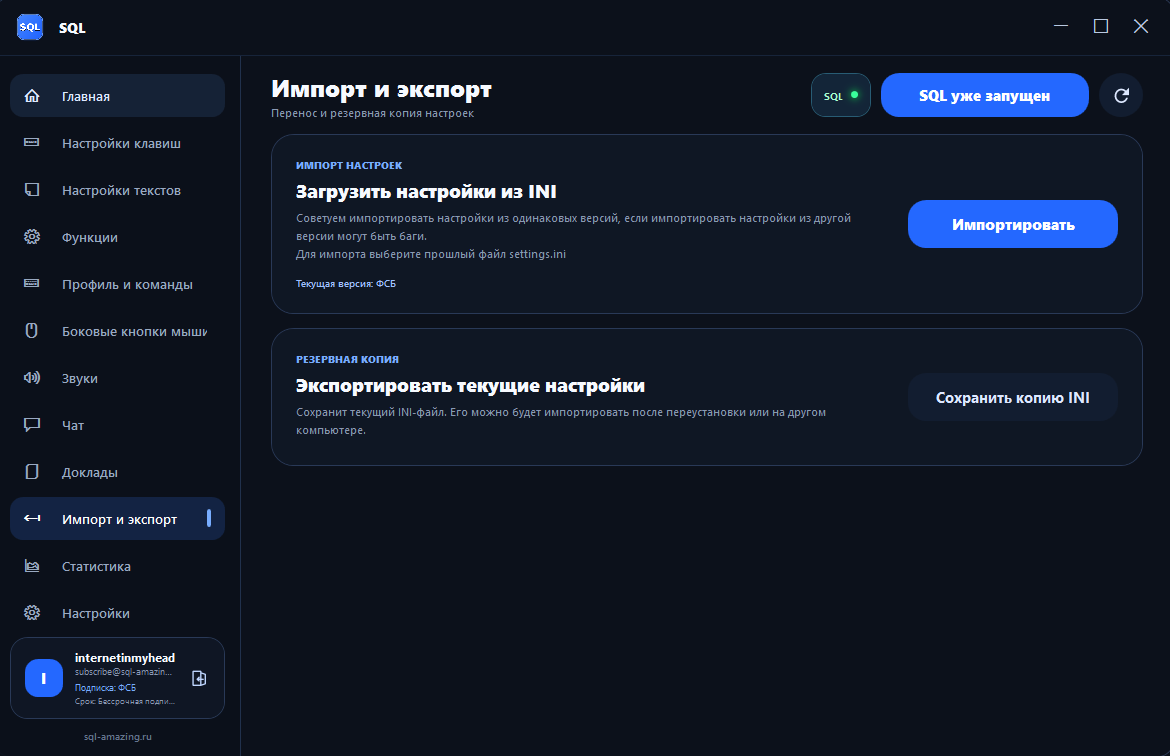 SQL
SQL
Главная
Настройки клавиш
Настройки текстов
Функции
Профиль и команды
Боковые кнопки мыши
Звуки
Чат
Доклады
Импорт и экспорт
Статистика
Настройки
internetinmyhead
subscribe@sql-amazin...
Подписка: ФСБ
Срок: Бессрочная подпи...
I
sql-amazing.ru
Импорт и экспорт
Перенос и резервная копия настроек
SQL
SQL уже запущен
ИМПОРТ НАСТРОЕК
Загрузить настройки из INI
Советуем импортировать настройки из одинаковых версий, если импортировать настройки из другой
версии могут быть баги.
Для импорта выберите прошлый файл settings.ini
Текущая версия: ФСБ
Импортировать
РЕЗЕРВНАЯ КОПИЯ
Экспортировать текущие настройки
Сохранит текущий INI-файл. Его можно будет импортировать после переустановки или на другом
компьютере.
Сохранить копию INI